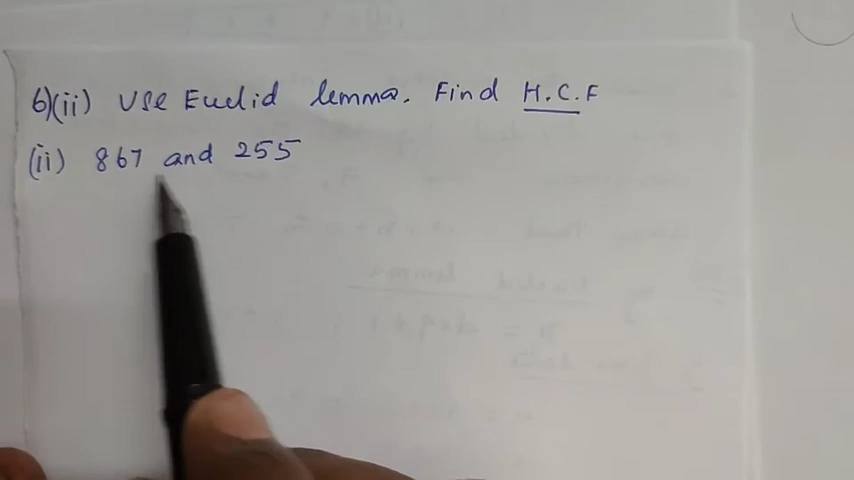 6)(ii) Use Euclid lemma. Find H.C.F
(ii) 867 and 255